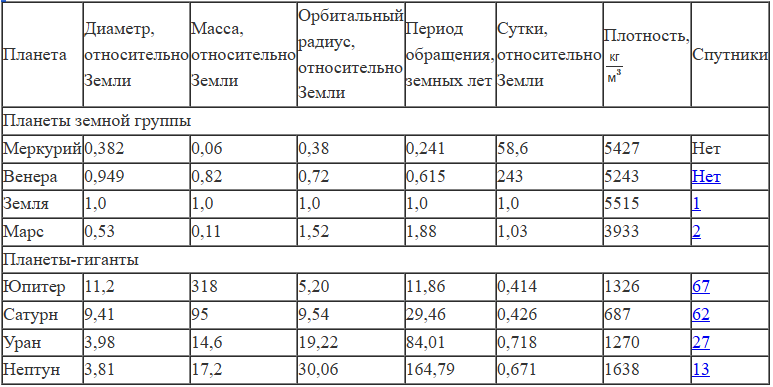 Планета Диаметр, относительно Земли Масса, относительно Земли Орбитальный радиус, относительно Земли Период обращения, земных лет Сутки, относительно Земли Плотность, кг м³ Спутники
Планеты земной группы
Меркурий 0,382 0,06 0,38 0,241 58,6 5427 Нет
Венера 0,949 0,82 0,72 0,615 243 5243 Нет
Земля 1,0 1,0 1,0 1,0 1,0 5515 1
Марс 0,53 0,11 1,52 1,88 1,03 3933 2
Планеты-гиганты
Юпитер 11,2 318 5,20 11,86 0,414 1326 67
Сатурн 9,41 95 9,54 29,46 0,426 687 62
Уран 3,98 14,6 19,22 84,01 0,718 1270 27
Нептун 3,81 17,2 30,06 164,79 0,671 1638 13